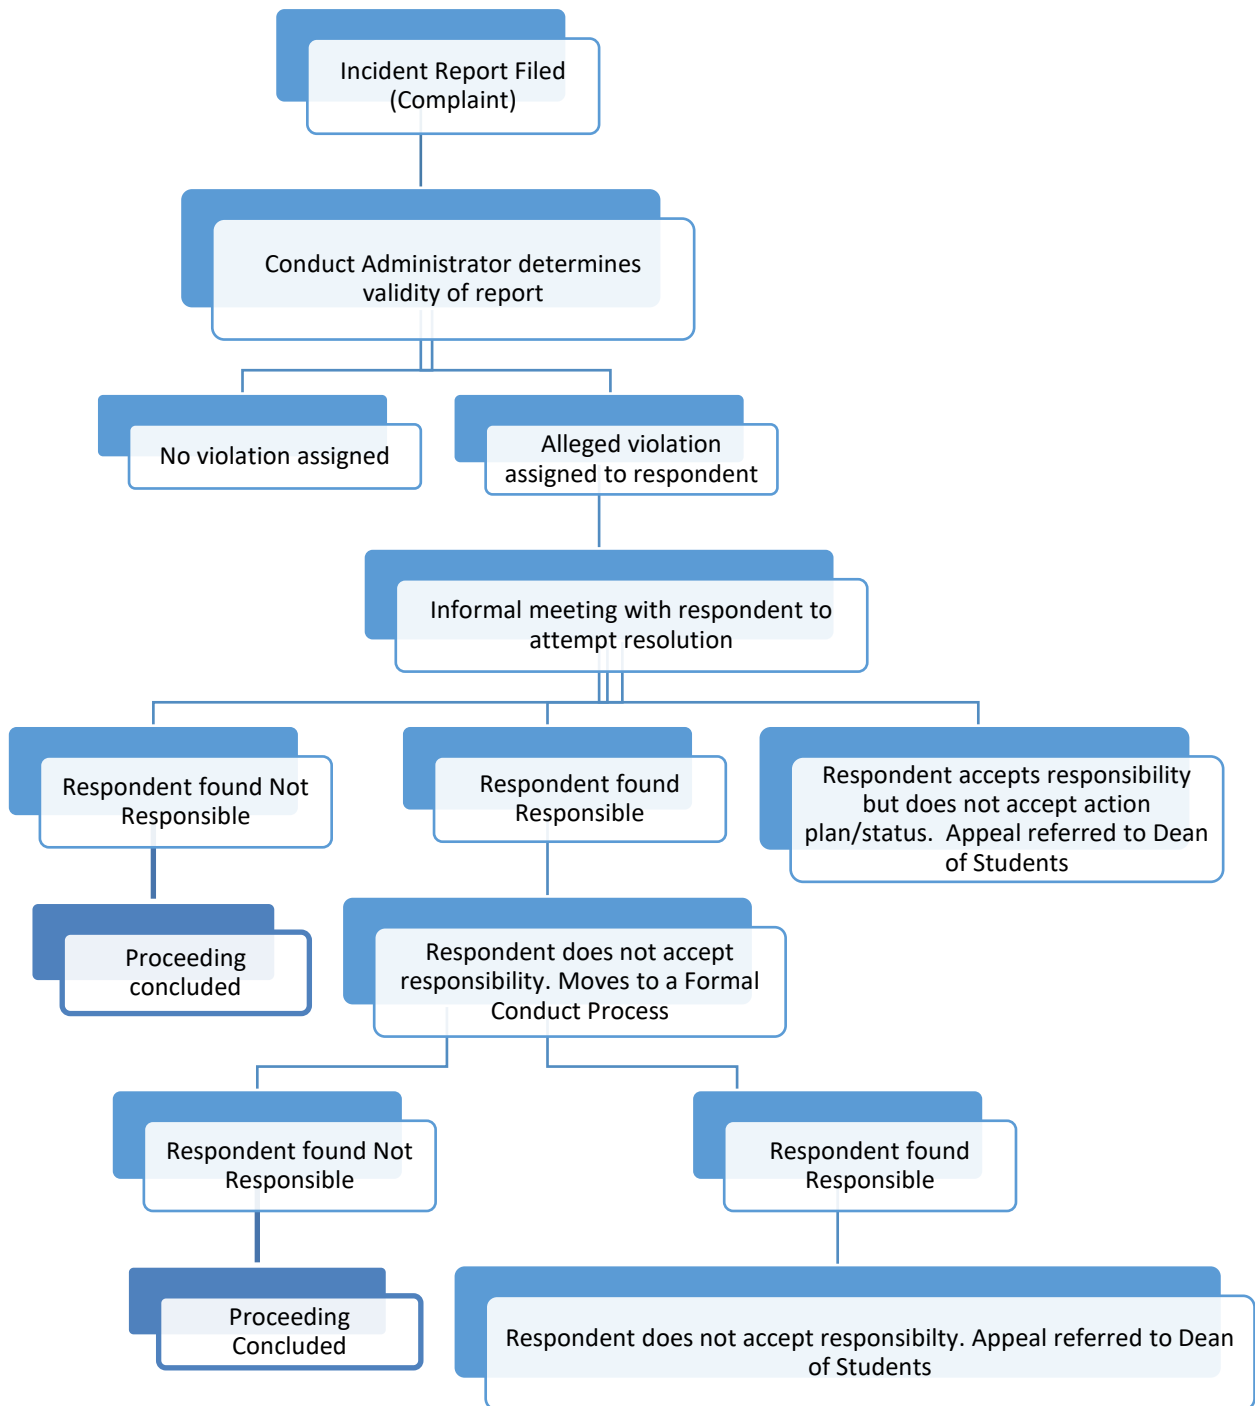 Incident Report Filed
(Complaint)
Conduct Administrator determines
validity of report
No violation assigned
Alleged violation
assigned to respondent
Informal meeting with respondent to
attempt resolution
Respondent found Not
Responsible
Respondent found
Responsible
Respondent accepts responsibility
but does not accept action
plan/status.  Appeal referred to Dean
of Students
Proceeding
concluded
Respondent does not accept
responsibility. Moves to a Formal
Conduct Process
Respondent found Not
Responsible
Respondent found
Responsible
Proceeding
Concluded
Respondent does not accept responsibilty. Appeal referred to Dean
of Students